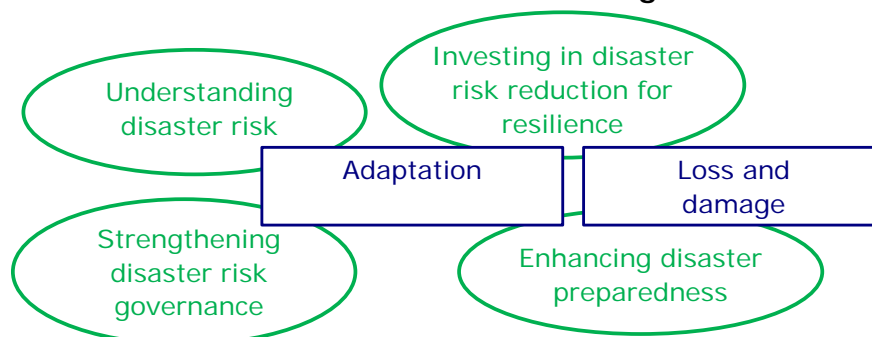 Understanding
disaster risk
Investing in disaster
risk reduction for
resilience
Adaptation
Loss and
damage
Strengthening
disaster risk
governance
Enhancing disaster
preparedness